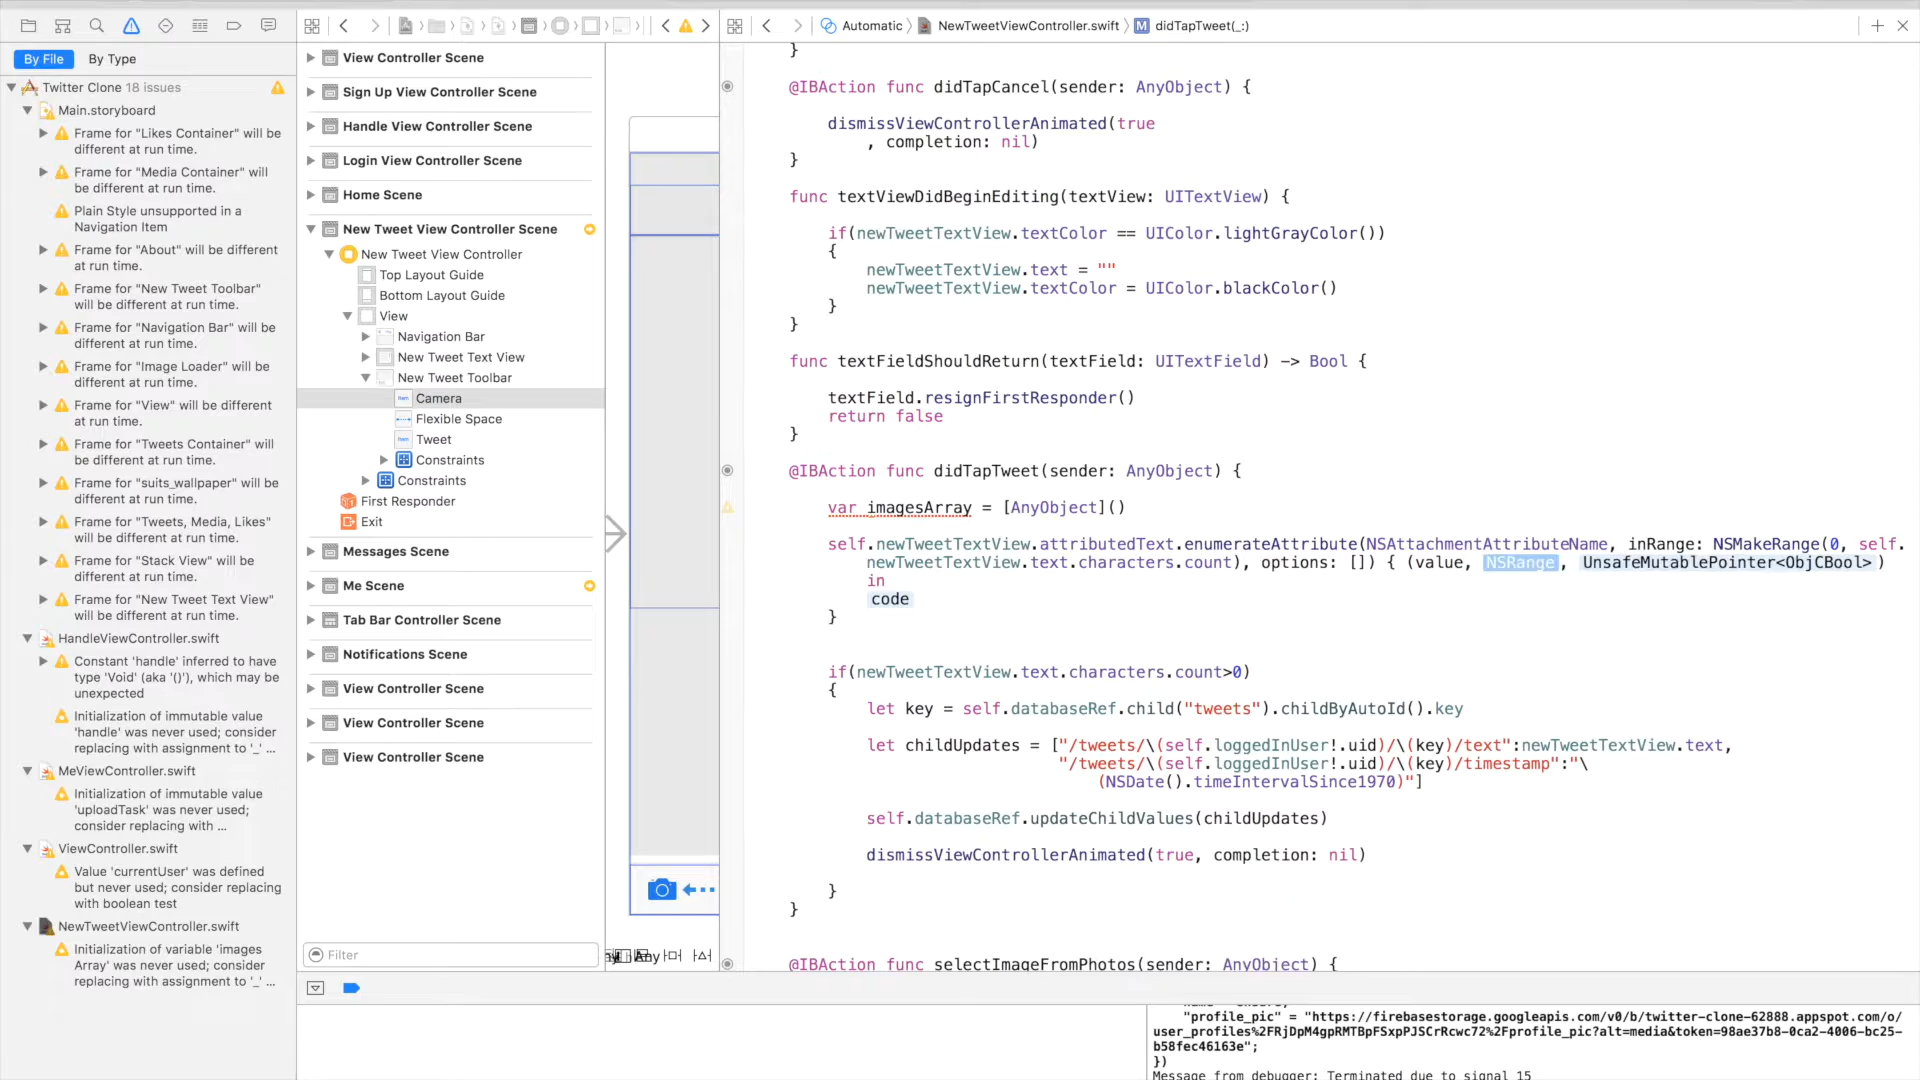 Automatic
NewTweetViewController.swift
M
didTapTweet(_:)
By File
By Type
Twitter Clone 18 issues
Main.storyboard
Frame for "Likes Container" will be
different at run time.
Frame for "Media Container" will
be different at run time.
Plain Style unsupported in a
Navigation Item
Frame for "About" will be different
at run time.
Frame for "New Tweet Toolbar"
will be different at run time.
Frame for "Navigation Bar" will be
different at run time.
Frame for "Image Loader" will be
different at run time.
Frame for "View" will be different
at run time.
Frame for "Tweets Container" will
be different at run time.
Frame for "suits_wallpaper" will be
different at run time.
Frame for "Tweets, Media, Likes"
will be different at run time.
Frame for "Stack View" will be
different at run time.
Frame for "New Tweet Text View"
will be different at run time.
HandleViewController.swift
Constant 'handle' inferred to have
type 'Void' (aka '()'), which may be
unexpected
Initialization of immutable value
'handle' was never used; consider
replacing with assignment to '_' ...
MeViewController.swift
Initialization of immutable value
'uploadTask' was never used;
consider replacing with ...
ViewController.swift
Value 'currentUser' was defined
but never used; consider replacing
with boolean test
NewTweetViewController.swift
Initialization of variable 'images
Array' was never used; consider
replacing with assignment to '_' ...
View Controller Scene
Sign Up View Controller Scene
Handle View Controller Scene
Login View Controller Scene
Home Scene
New Tweet View Controller Scene
New Tweet View Controller
Top Layout Guide
Bottom Layout Guide
View
Navigation Bar
New Tweet Text View
New Tweet Toolbar
Camera
Flexible Space
Tweet
Constraints
Constraints
First Responder
Exit
Messages Scene
Me Scene
Tab Bar Controller Scene
Notifications Scene
View Controller Scene
View Controller Scene
View Controller Scene
Filter
Any
}
@IBAction func didTapCancel(sender: AnyObject) {
dismissViewControllerAnimated(true
, completion: nil)
}
func textViewDidBeginEditing(textView: UITextView) {
if(newTweetTextView.textColor == UIColor.lightGrayColor())
{
newTweetTextView.text = ""
newTweetTextView.textColor = UIColor.blackColor()
}
}
func textFieldShouldReturn(textField: UITextField) -> Bool {
textField.resignFirstResponder()
return false
}
@IBAction func didTapTweet(sender: AnyObject) {
var imagesArray = [AnyObject]()
self.newTweetTextView.attributedText.enumerateAttribute(NSAttachmentAttributeName, inRange: NSMakeRange(0, self.
newTweetTextView.text.characters.count), options: []) { (value, NSRange, UnsafeMutablePointer<ObjCBool>)
in
code
}
if(newTweetTextView.text.characters.count>0)
{
let key = self.databaseRef.child("tweets").childByAutoId().key
let childUpdates = ["/tweets/\(self.loggedInUser!.uid)/\(key)/text":newTweetTextView.text,
"/tweets/\(self.loggedInUser!.uid)/\(key)/timestamp":"\
(NSDate().timeIntervalSince1970)"]
self.databaseRef.updateChildValues(childUpdates)
dismissViewControllerAnimated(true, completion: nil)
}
}
@IBAction func selectImageFromPhotos(sender: AnyObject) {
"profile_pic" = "https://firebasestorage.googleapis.com/v0/b/twitter-clone-62888.appspot.com/o/
user_profiles%2FRjDpM4gpRMTBpFSxpPJSCrRcwc72%2Fprofile_pic?alt=media&token=98ae37b8-0ca2-4006-bc25-
b58fec46163e";
})
Message from debugger: Terminated due to signal 15